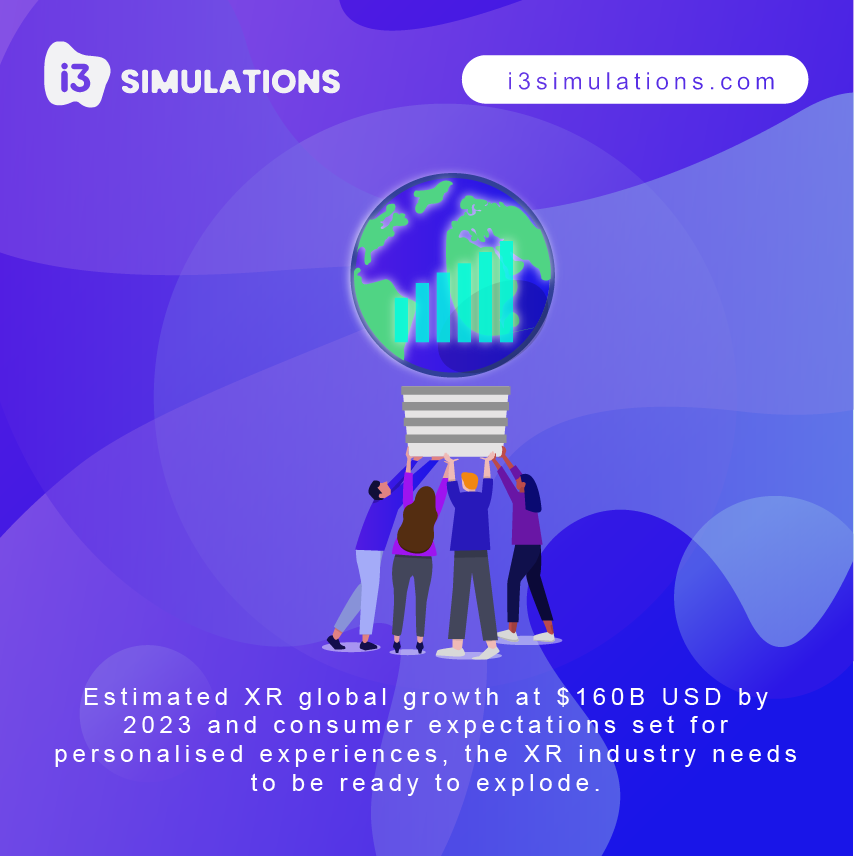 i3 SIMULATIONS
i3simulations.com
Estimated XR global growth at $160B USD by
2023 and consumer expectations set for
personalised experiences, the XR industry needs
to be ready to explode.